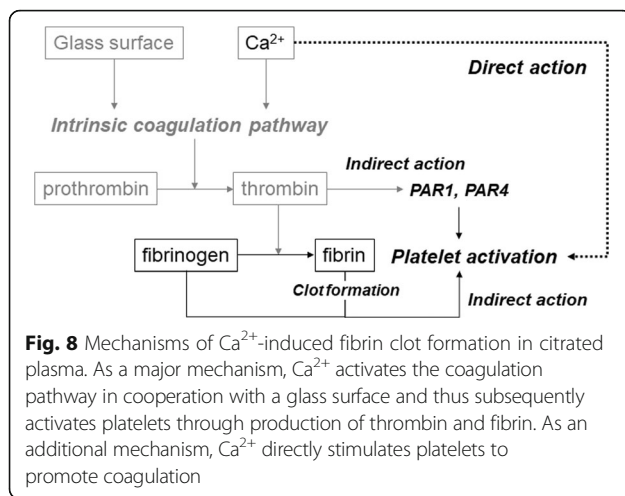 Glass surface
Ca²⁺
Direct action
Intrinsic coagulation pathway
Indirect action
prothrombin
thrombin
PAR1, PAR4
fibrinogen
fibrin
Platelet activation
Clot formation
Indirect action
Fig. 8 Mechanisms of Ca²⁺-induced fibrin clot formation in citrated
plasma. As a major mechanism, Ca²⁺ activates the coagulation
pathway in cooperation with a glass surface and thus subsequently
activates platelets through production of thrombin and fibrin. As an
additional mechanism, Ca²⁺ directly stimulates platelets to
promote coagulation